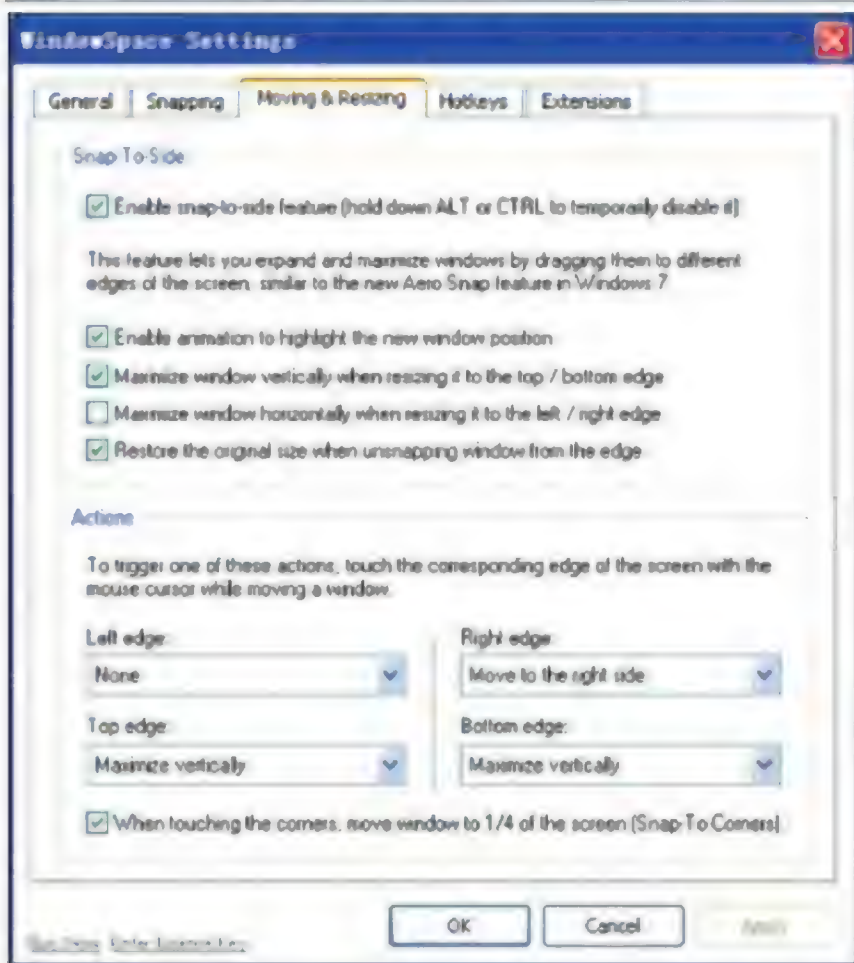 WindowSpace Settings
General Snapping Moving & Resizing Hotkeys Extensions
Snap To-Side
Enable snap-to-side feature (hold down ALT or CTRL to temporarily disable it)
This feature lets you expand and maximize windows by dragging them to different
edges of the screen, similar to the new Aero Snap feature in Windows 7
Enable animation to highlight the new window position
Maximize window vertically when resizing it to the top / bottom edge
Maximize window horizontally when resizing it to the left / right edge
Restore the original size when unsnapping window from the edge
Actions
To trigger one of these actions, touch the corresponding edge of the screen with the
mouse cursor while moving a window.
Left edge: Right edge:
None Move to the right side
Top edge: Bottom edge:
Maximize vertically Maximize vertically
When touching the corners, move window to 1/4 of the screen (Snap-To Corners)
OK Cancel Apply